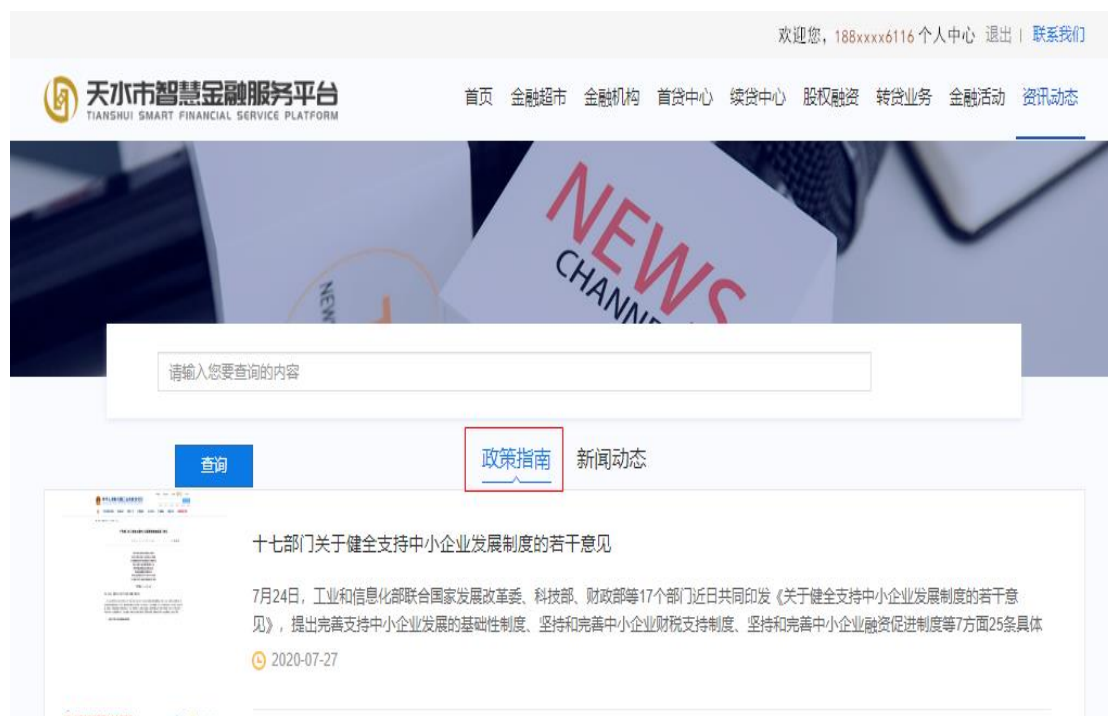 欢迎您，188xxxx6116 个人中心 退出 | 联系我们
天水市智慧金融服务平台
TIANSHUI SMART FINANCIAL SERVICE PLATFORM
首页 金融超市 金融机构 首贷中心 续贷中心 股权融资 转贷业务 金融活动 资讯动态
NEWS
CHANNE
NEW
请输入您要查询的内容
查询
政策指南 新闻动态
十七部门关于健全支持中小企业发展制度的若干意见
7月24日，工业和信息化部联合国家发展改革委、科技部、财政部等17个部门近日共同印发《关于健全支持中小企业发展制度的若干意
见》，提出完善支持中小企业发展的基础性制度、坚持和完善中小企业财税支持制度、坚持和完善中小企业融资促进制度等7方面25条具体
2020-07-27